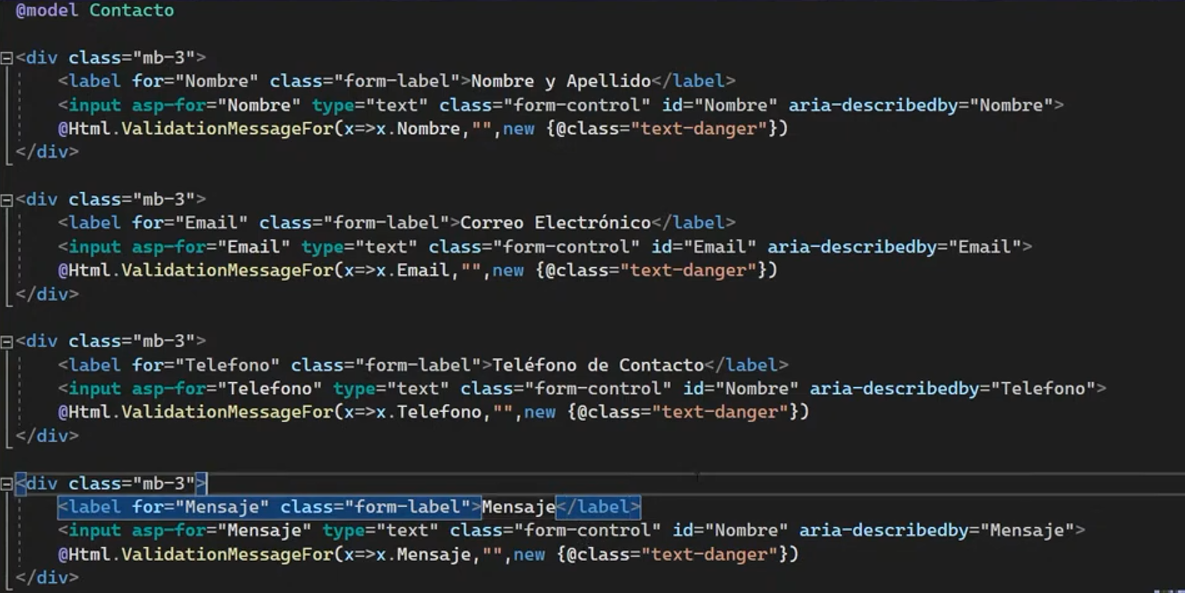 @model Contacto
<div class="mb-3">
<label for="Nombre" class="form-label">Nombre y Apellido</label>
<input asp-for="Nombre" type="text" class="form-control" id="Nombre" aria-describedby="Nombre">
@Html.ValidationMessageFor(x=>x.Nombre,"",new {@class="text-danger"})
</div>
<div class="mb-3">
<label for="Email" class="form-label">Correo Electrónico</label>
<input asp-for="Email" type="text" class="form-control" id="Email" aria-describedby="Email">
@Html.ValidationMessageFor(x=>x.Email,"",new {@class="text-danger"})
</div>
<div class="mb-3">
<label for="Telefono" class="form-label">Teléfono de Contacto</label>
<input asp-for="Telefono" type="text" class="form-control" id="Nombre" aria-describedby="Telefono">
@Html.ValidationMessageFor(x=>x.Telefono,"",new {@class="text-danger"})
</div>
<div class="mb-3">
<label for="Mensaje" class="form-label">Mensaje</label>
<input asp-for="Mensaje" type="text" class="form-control" id="Nombre" aria-describedby="Mensaje">
@Html.ValidationMessageFor(x=>x.Mensaje,"",new {@class="text-danger"})
</div>